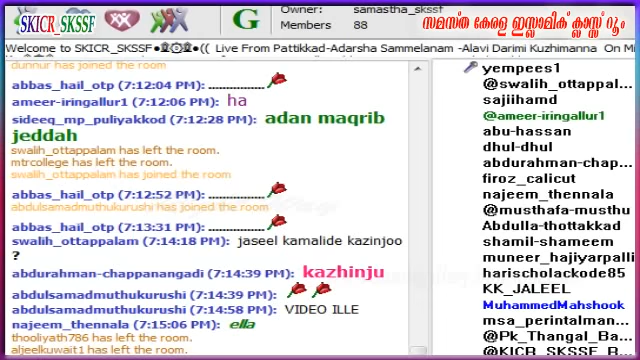 SKICR_SKSSF
G
Owner: samastha_skssf
Members 88
സമസ്ത കേരള ഇസ്ലാമിക് ക്ലാസ്സ് റൂം
Welcome to SKICR_SKSSF●۩۞۩●(( Live From Pattikkad-Adarsha Sammelanam -Alavi Darimi Kuzhimanna On Mi
dunnur has joined the room
abbas_hail_otp (7:12:04 PM): ..................
ameer-iringallur1 (7:12:06 PM): ha
sideeq_mp_puliyakkod (7:12:28 PM): adan maqrib
jeddah
swalih_ottappalam has left the room.
mtrcollege has left the room.
swalih_ottappalam has joined the room
abbas_hail_otp (7:12:52 PM): ..................
abdulsamadmuthukurushi has joined the room
abbas_hail_otp (7:13:31 PM): ..................
swalih_ottappalam (7:14:18 PM): jaseel kamalide kazinjoo
?
abdurahman-chappanangadi (7:14:39 PM): kazhinju
abdulsamadmuthukurushi (7:14:39 PM):
abdulsamadmuthukurushi (7:14:58 PM): VIDEO ILLE
najeem_thennala (7:15:06 PM): ella
thooliyath786 has left the room.
aljeelkuwait1 has left the room.
yempees1
@swalih_ottappal...
sajiihamd
@ameer-iringallur1
abu-hassan
dhul-dhul
abdurahman-chap...
firoz_calicut
najeem_thennala
@musthafa-musthu
Abdulla-thottakkad
shamil-shameem
muneer_hajiyarpalli
harischolackode85
KK_JALEEL
MuhammedMahshook
msa_perintalman...
@Pk_Thangal_Ba...
@KICR_SKSSF_R...